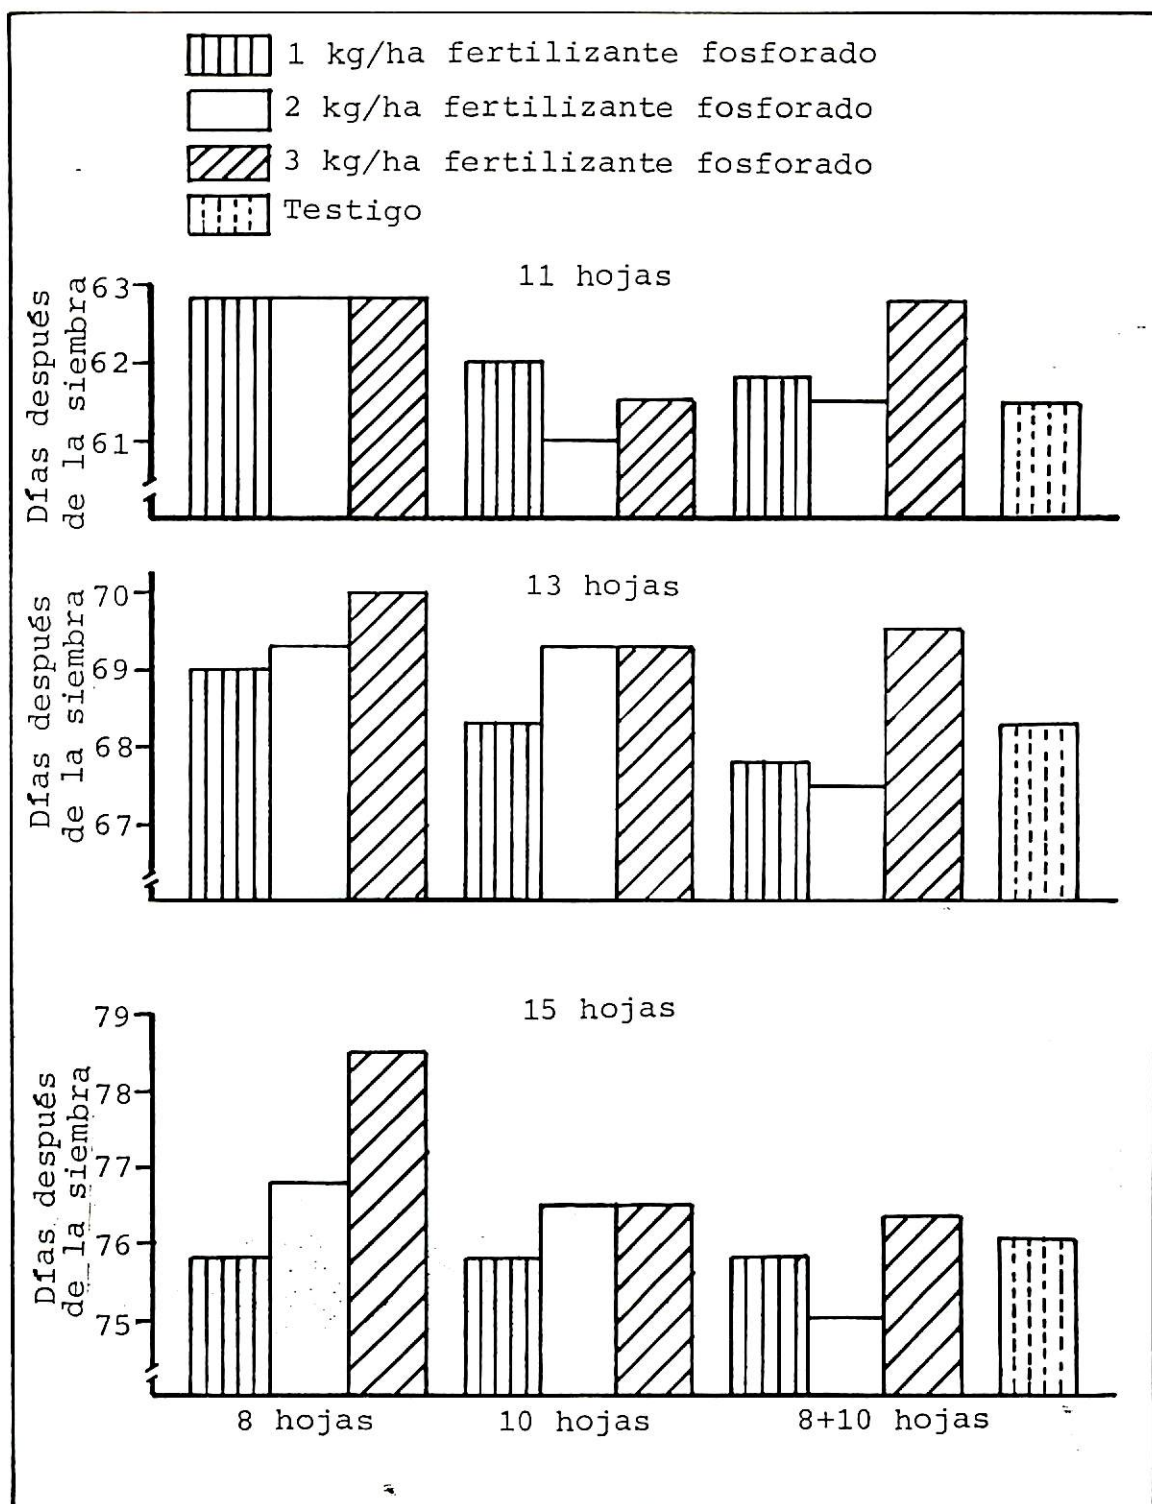 1 kg/ha fertilizante fosforado
2 kg/ha fertilizante fosforado
3 kg/ha fertilizante fosforado
Testigo
11 hojas
Días después
de la siembra
63
62
61
13 hojas
Días después
de la siembra
70
69
68
67
15 hojas
Días después
de la siembra
79
78
77
76
75
8 hojas
10 hojas
8+10 hojas